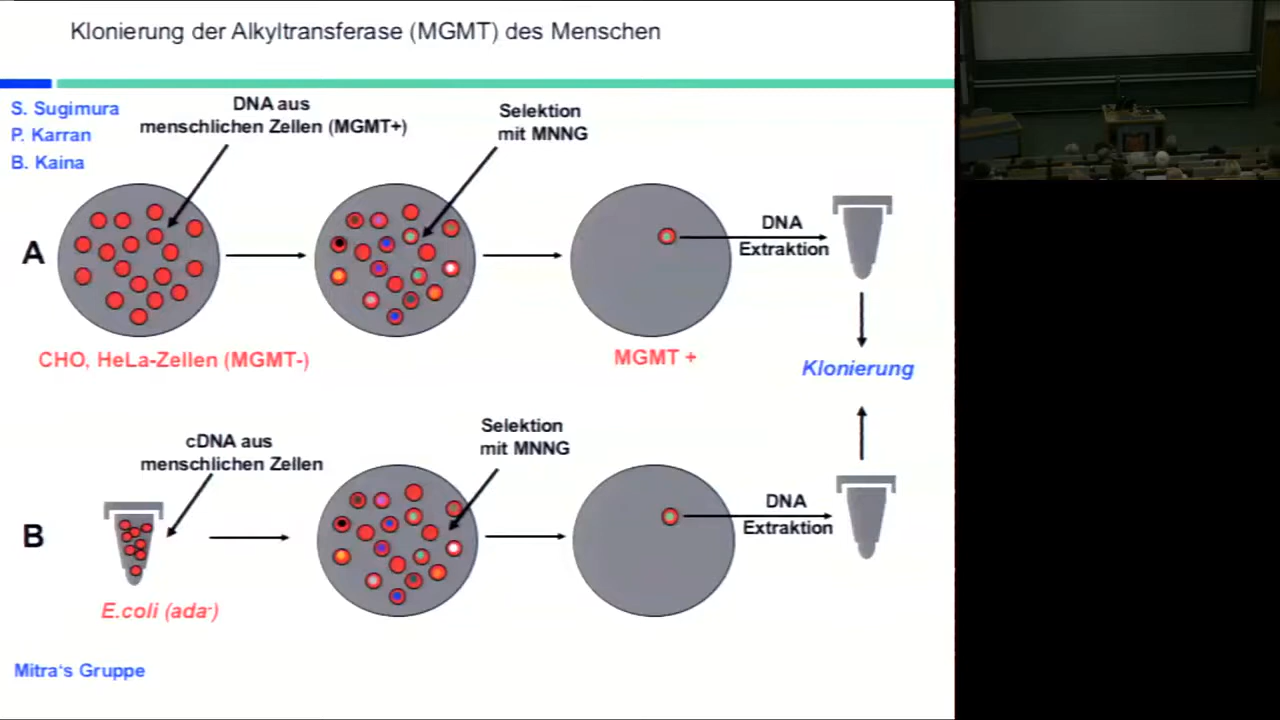 Klonierung der Alkyltransferase (MGMT) des Menschen
S. Sugimura
P. Karran
B. Kaina
DNA aus
menschlichen Zellen (MGMT+)
Selektion
mit MNNG
A
DNA
Extraktion
CHO, HeLa-Zellen (MGMT-)
MGMT +
Klonierung
cDNA aus
menschlichen Zellen
Selektion
mit MNNG
B
DNA
Extraktion
E.coli (ada-)
Mitra‘s Gruppe